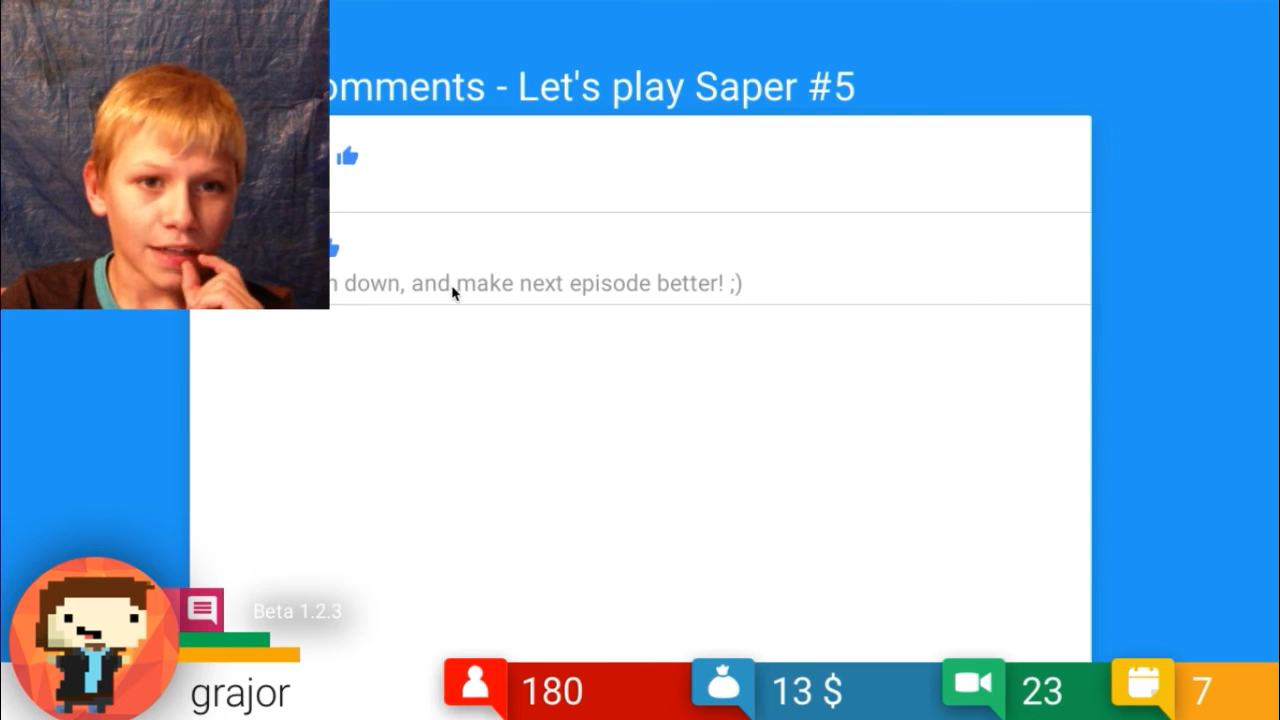 omments - Let's play Saper #5
n down, and make next episode better! ;)
Beta 1.2.3
grajor
180
13 $
23
7